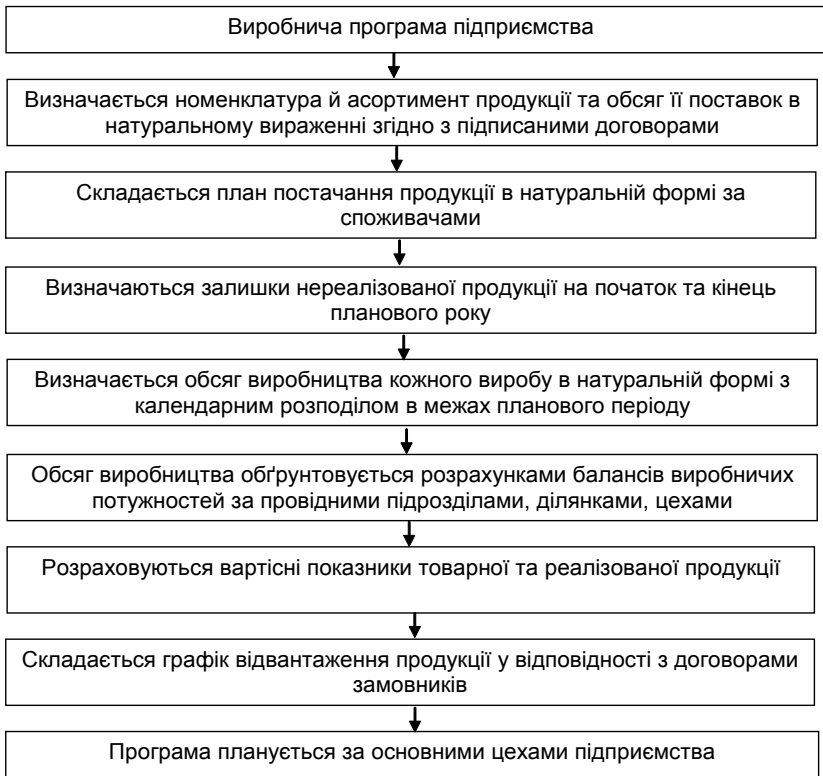 Виробнича програма підприємства
Визначається номенклатура й асортимент продукції та обсяг її поставок в
натуральному вираженні згідно з підписаними договорами
Складається план постачання продукції в натуральній формі за
споживачами
Визначаються залишки нереалізованої продукції на початок та кінець
планового року
Визначається обсяг виробництва кожного виробу в натуральній формі з
календарним розподілом в межах планового періоду
Обсяг виробництва обґрунтовується розрахунками балансів виробничих
потужностей за провідними підрозділами, ділянками, цехами
Розраховуються вартісні показники товарної та реалізованої продукції
Складається графік відвантаження продукції у відповідності з договорами
замовників
Програма планується за основними цехами підприємства